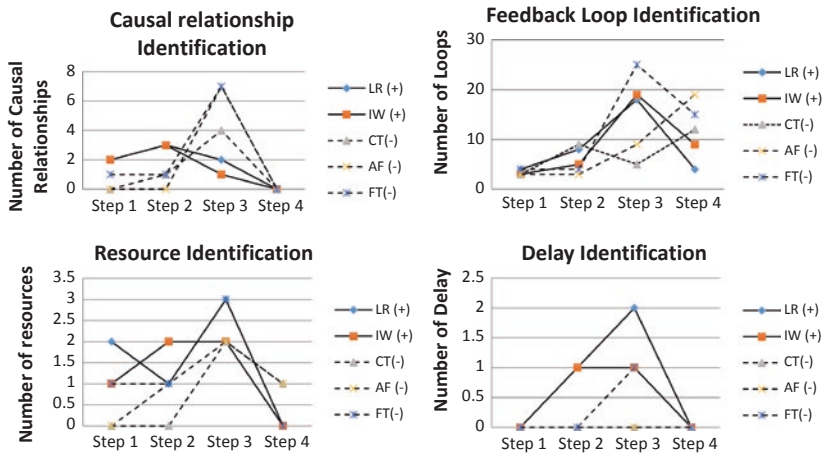 Causal relationship
Identification
Number of Causal
Relationships
8
6
4
2
0
Step 1 Step 2 Step 3 Step 4
LR (+)
IW (+)
CT(-)
AF (-)
FT(-)
Feedback Loop Identification
Number of Loops
30
20
10
0
Step 1 Step 2 Step 3 Step 4
LR (+)
IW (+)
CT(-)
AF (-)
FT(-)
Resource Identification
Number of resources
3.5
3
2.5
2
1.5
1
0.5
0
Step 1 Step 2 Step 3 Step 4
LR (+)
IW (+)
CT(-)
AF (-)
FT(-)
Delay Identification
Number of Delay
2.5
2
1.5
1
0.5
0
Step 1 Step 2 Step 3 Step 4
LR (+)
IW (+)
CT(-)
AF (-)
FT(-)